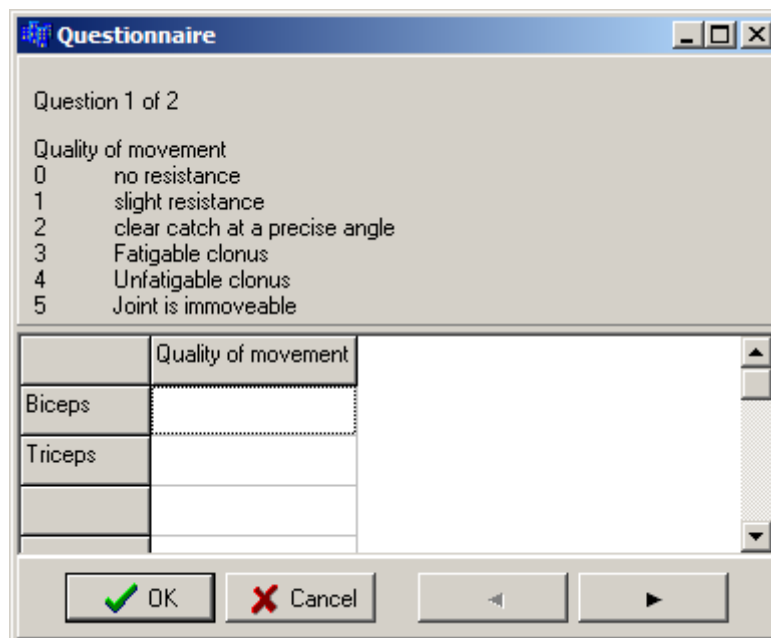 Questionnaire
Question 1 of 2
Quality of movement
0 no resistance
1 slight resistance
2 clear catch at a precise angle
3 Fatigable clonus
4 Unfatigable clonus
5 Joint is immoveable
Quality of movement
Biceps
Triceps
OK Cancel